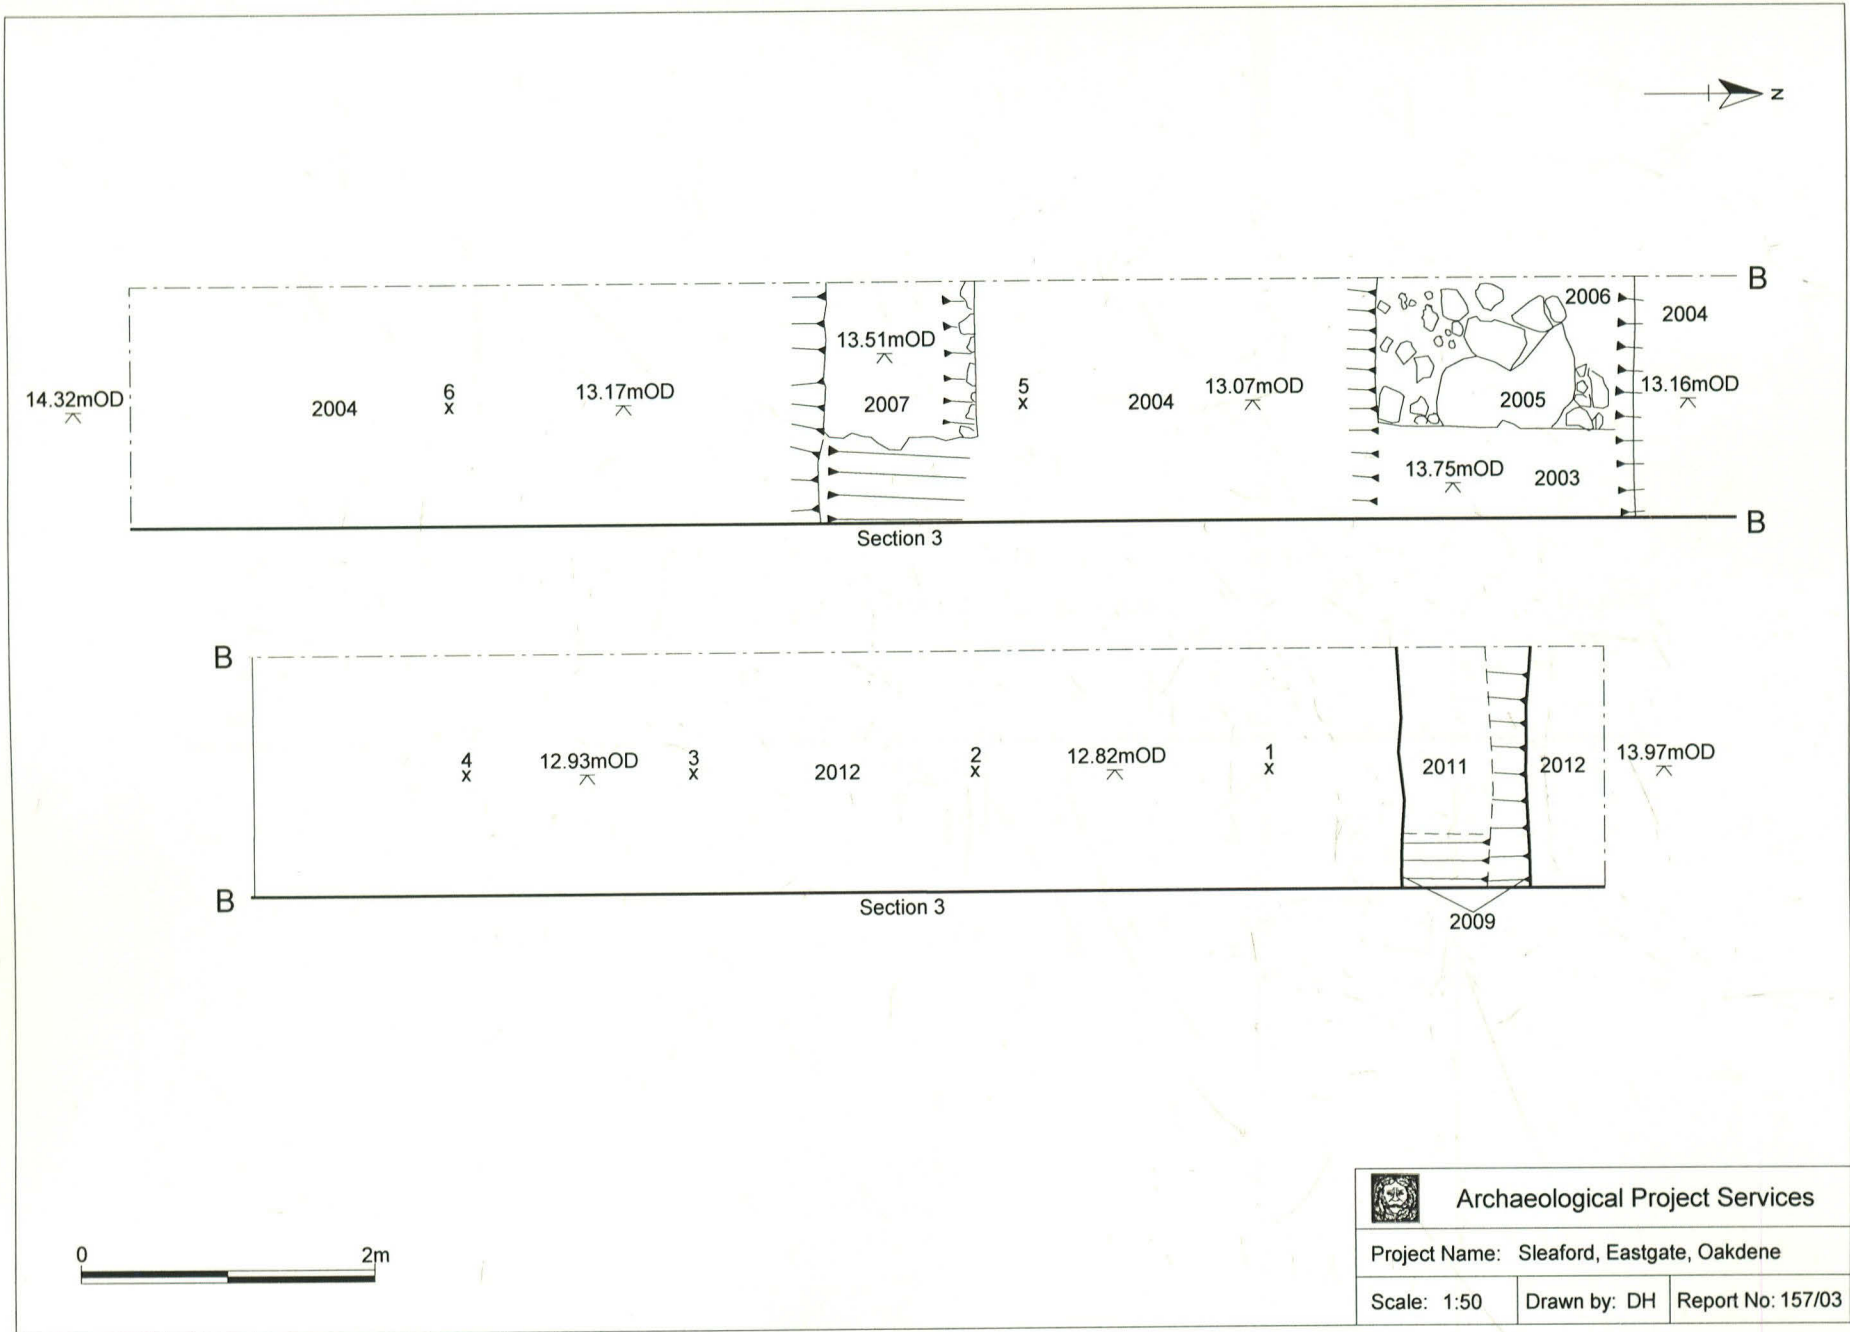 N
B
2006
2004
13.51mOD
14.32mOD
2004
6
x
13.17mOD
2007
5
x
2004
13.07mOD
2005
13.16mOD
13.75mOD
2003
B
Section 3
B
4
x
12.93mOD
3
x
2012
2
x
12.82mOD
1
x
2011
2012
13.97mOD
B
Section 3
2009
0 2m
Archaeological Project Services
Project Name: Sleaford, Eastgate, Oakdene
Scale: 1:50 Drawn by: DH Report No: 157/03